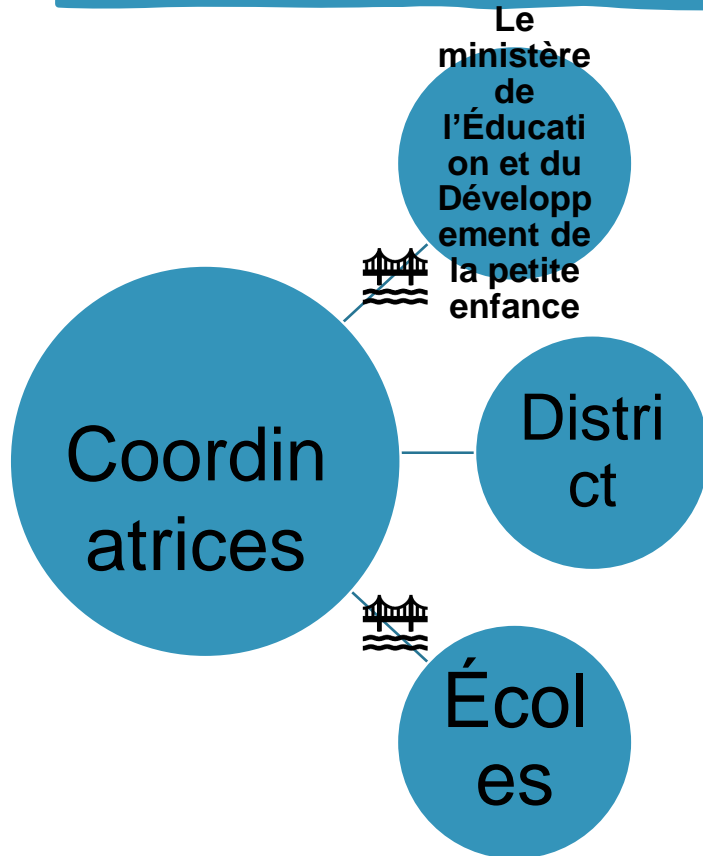 Le
ministère
de
l'Éducati
on et du
Développ
ement de
la petite
enfance
Coordin
atrices
Distri
ct
Écol
es